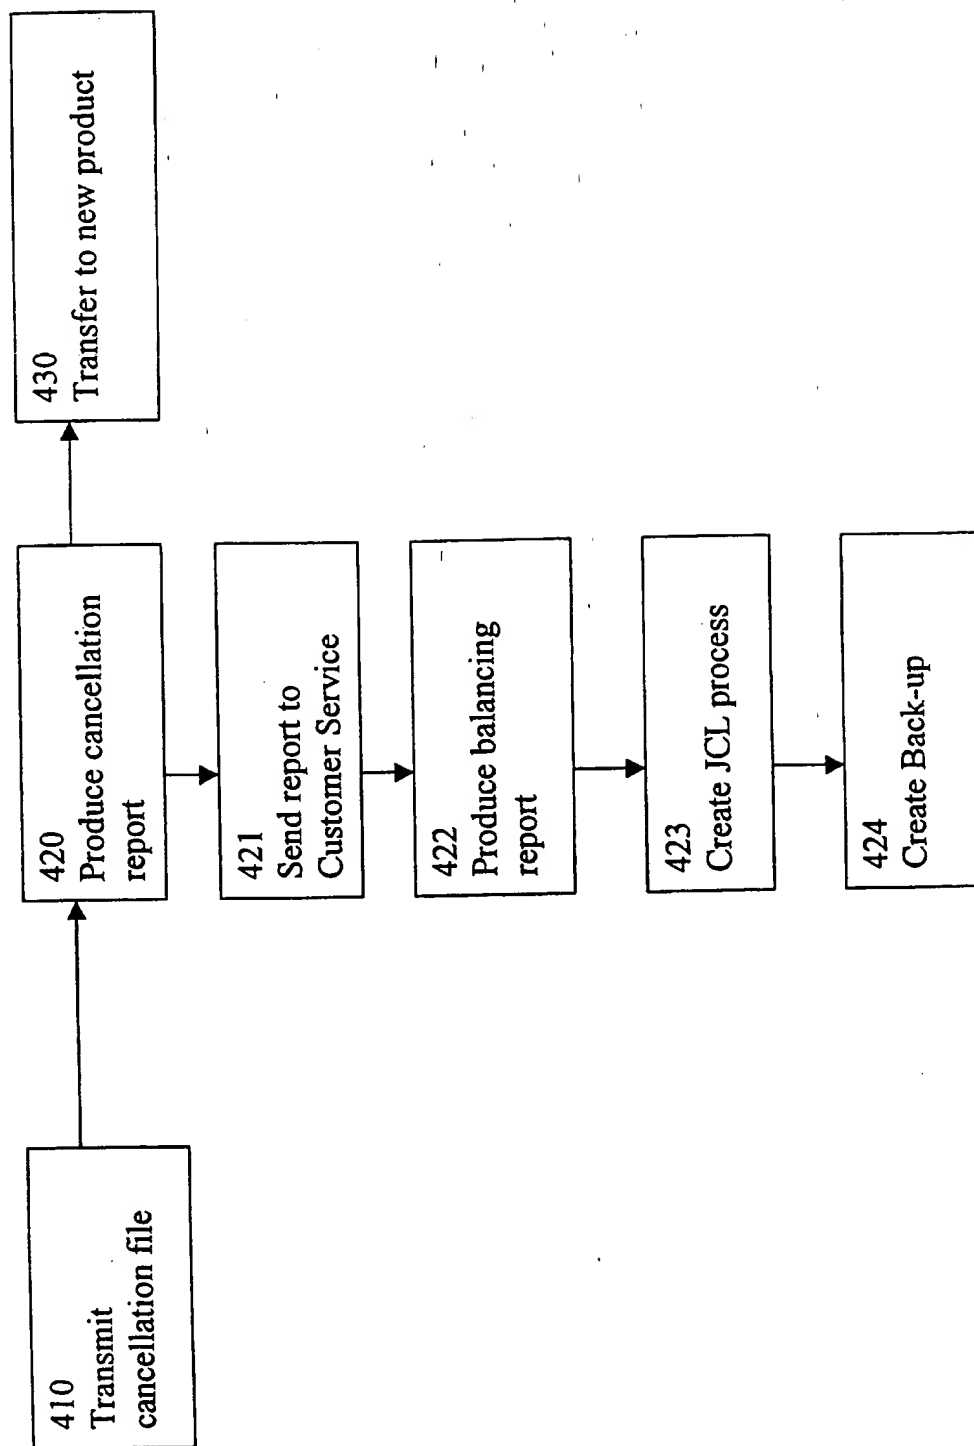 410
Transmit
cancellation file
420
Produce cancellation
report
430
Transfer to new product
421
Send report to
Customer Service
422
Produce balancing
report
423
Create JCL process
424
Create Back-up